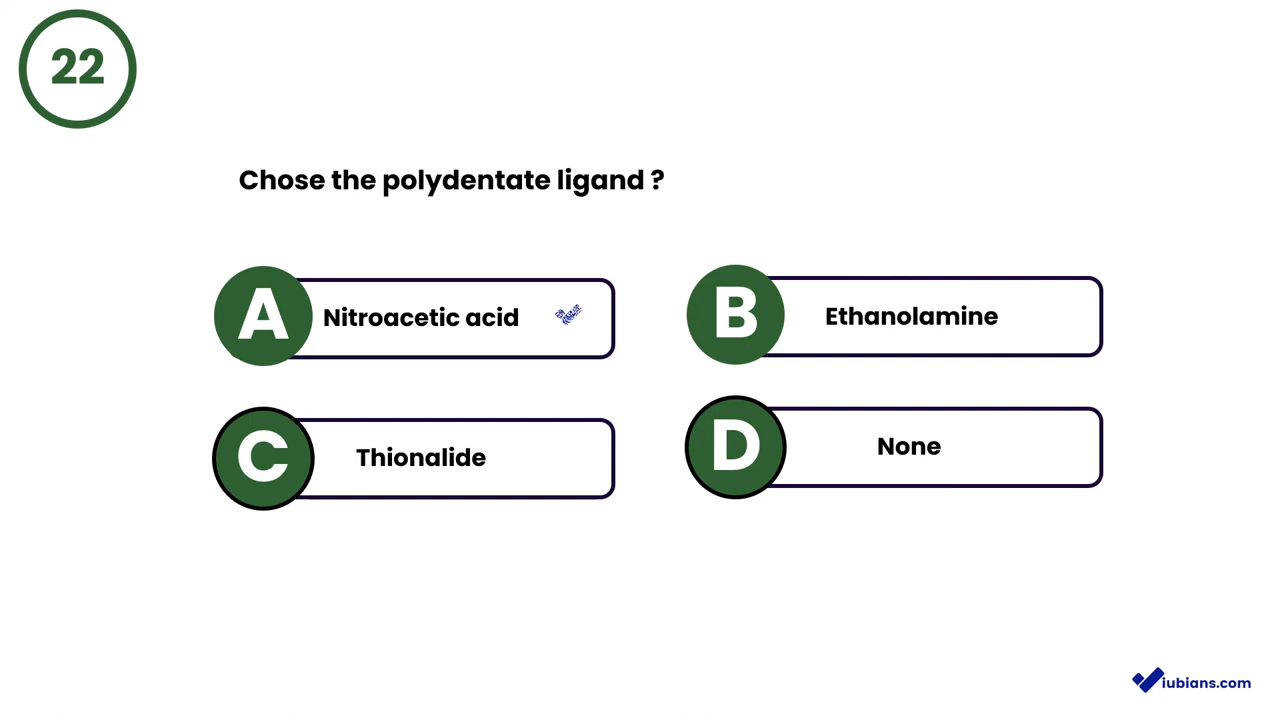 22
Chose the polydentate ligand ?
A
Nitroacetic acid
B
Ethanolamine
C
Thionalide
D
None
iubians.com